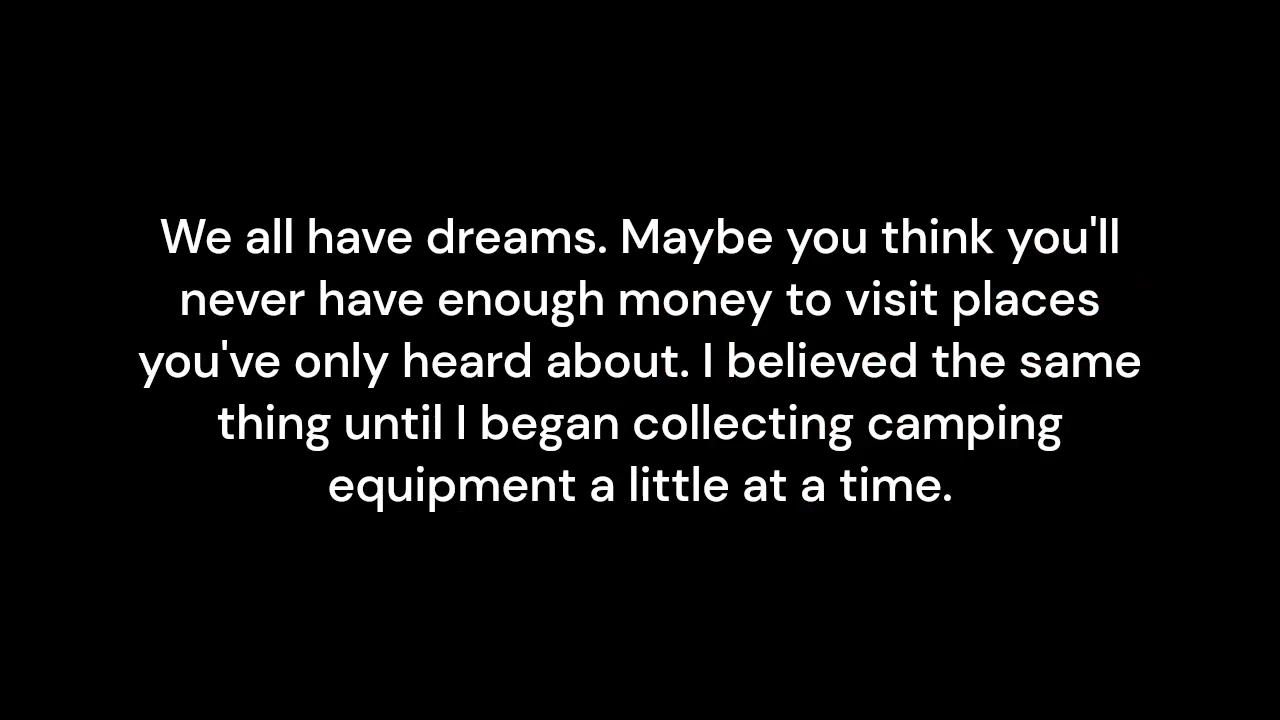 We all have dreams. Maybe you think you'll
never have enough money to visit places
you've only heard about. I believed the same
thing until I began collecting camping
equipment a little at a time.